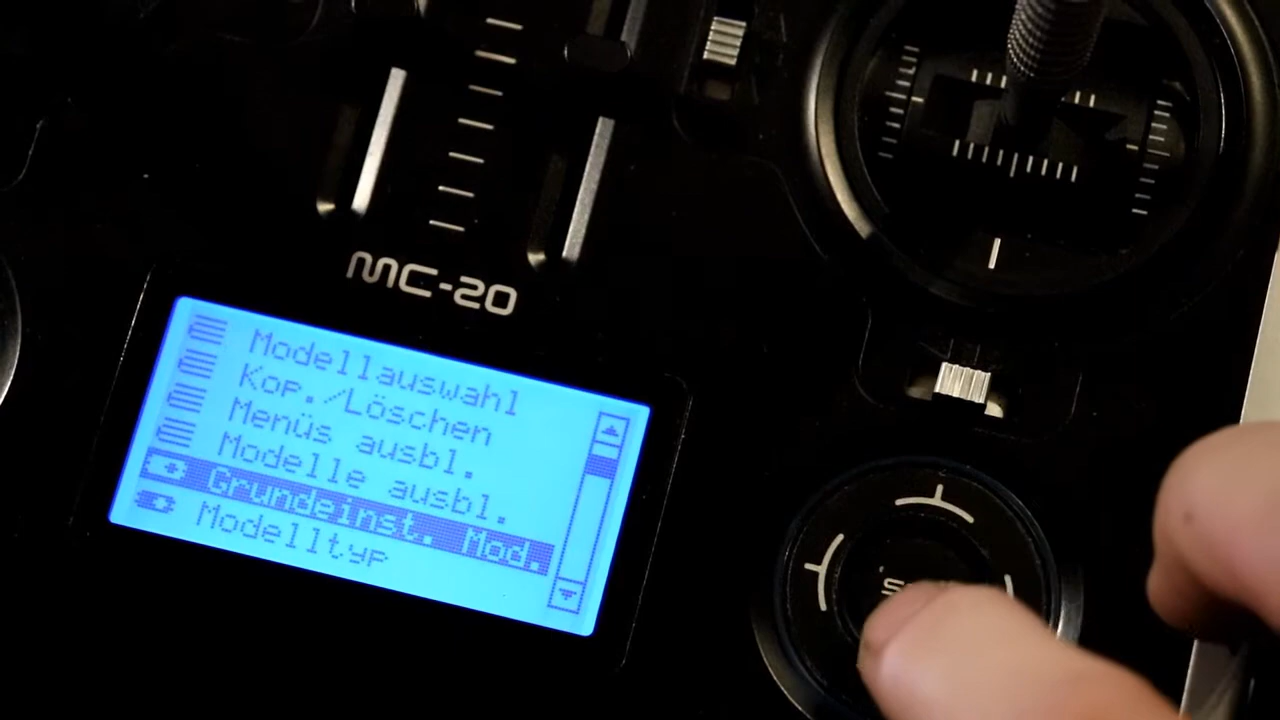 MC-20
Modellauswahl
Kop./Löschen
Menüs ausbl.
Modelle ausbl.
Grundeinst. Mod.
Modelltyp